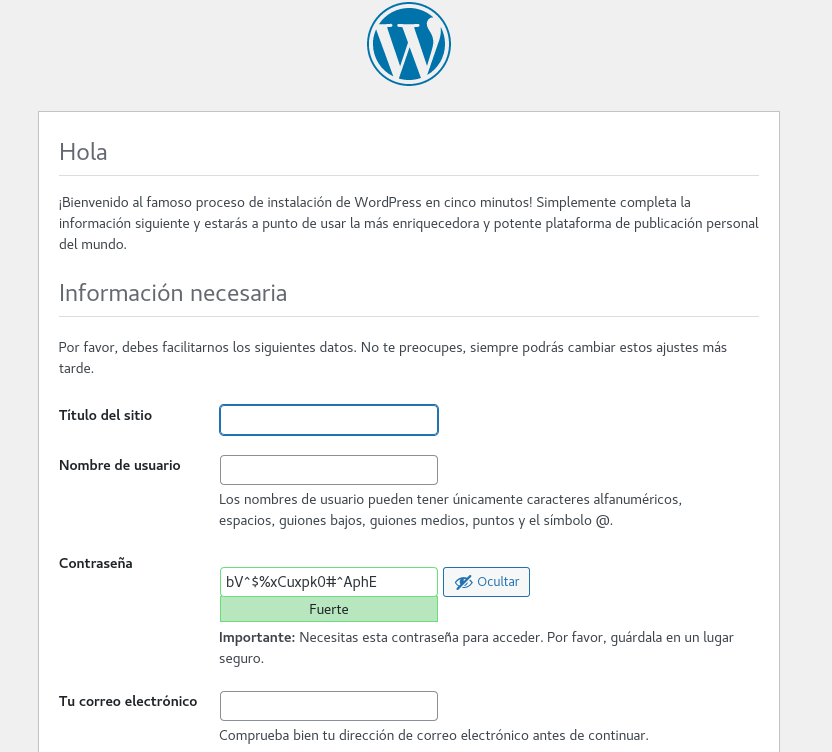 Hola
¡Bienvenido al famoso proceso de instalación de WordPress en cinco minutos! Simplemente completa la
información siguiente y estarás a punto de usar la más enriquecedora y potente plataforma de publicación personal
del mundo.
Información necesaria
Por favor, debes facilitarnos los siguientes datos. No te preocupes, siempre podrás cambiar estos ajustes más
tarde.
Título del sitio
Nombre de usuario
Los nombres de usuario pueden tener únicamente caracteres alfanuméricos,
espacios, guiones bajos, guiones medios, puntos y el símbolo @.
Contraseña
bV^$%xCuxpk0#^AphE
Ocultar
Fuerte
Importante: Necesitas esta contraseña para acceder. Por favor, guárdala en un lugar
seguro.
Tu correo electrónico
Comprueba bien tu dirección de correo electrónico antes de continuar.